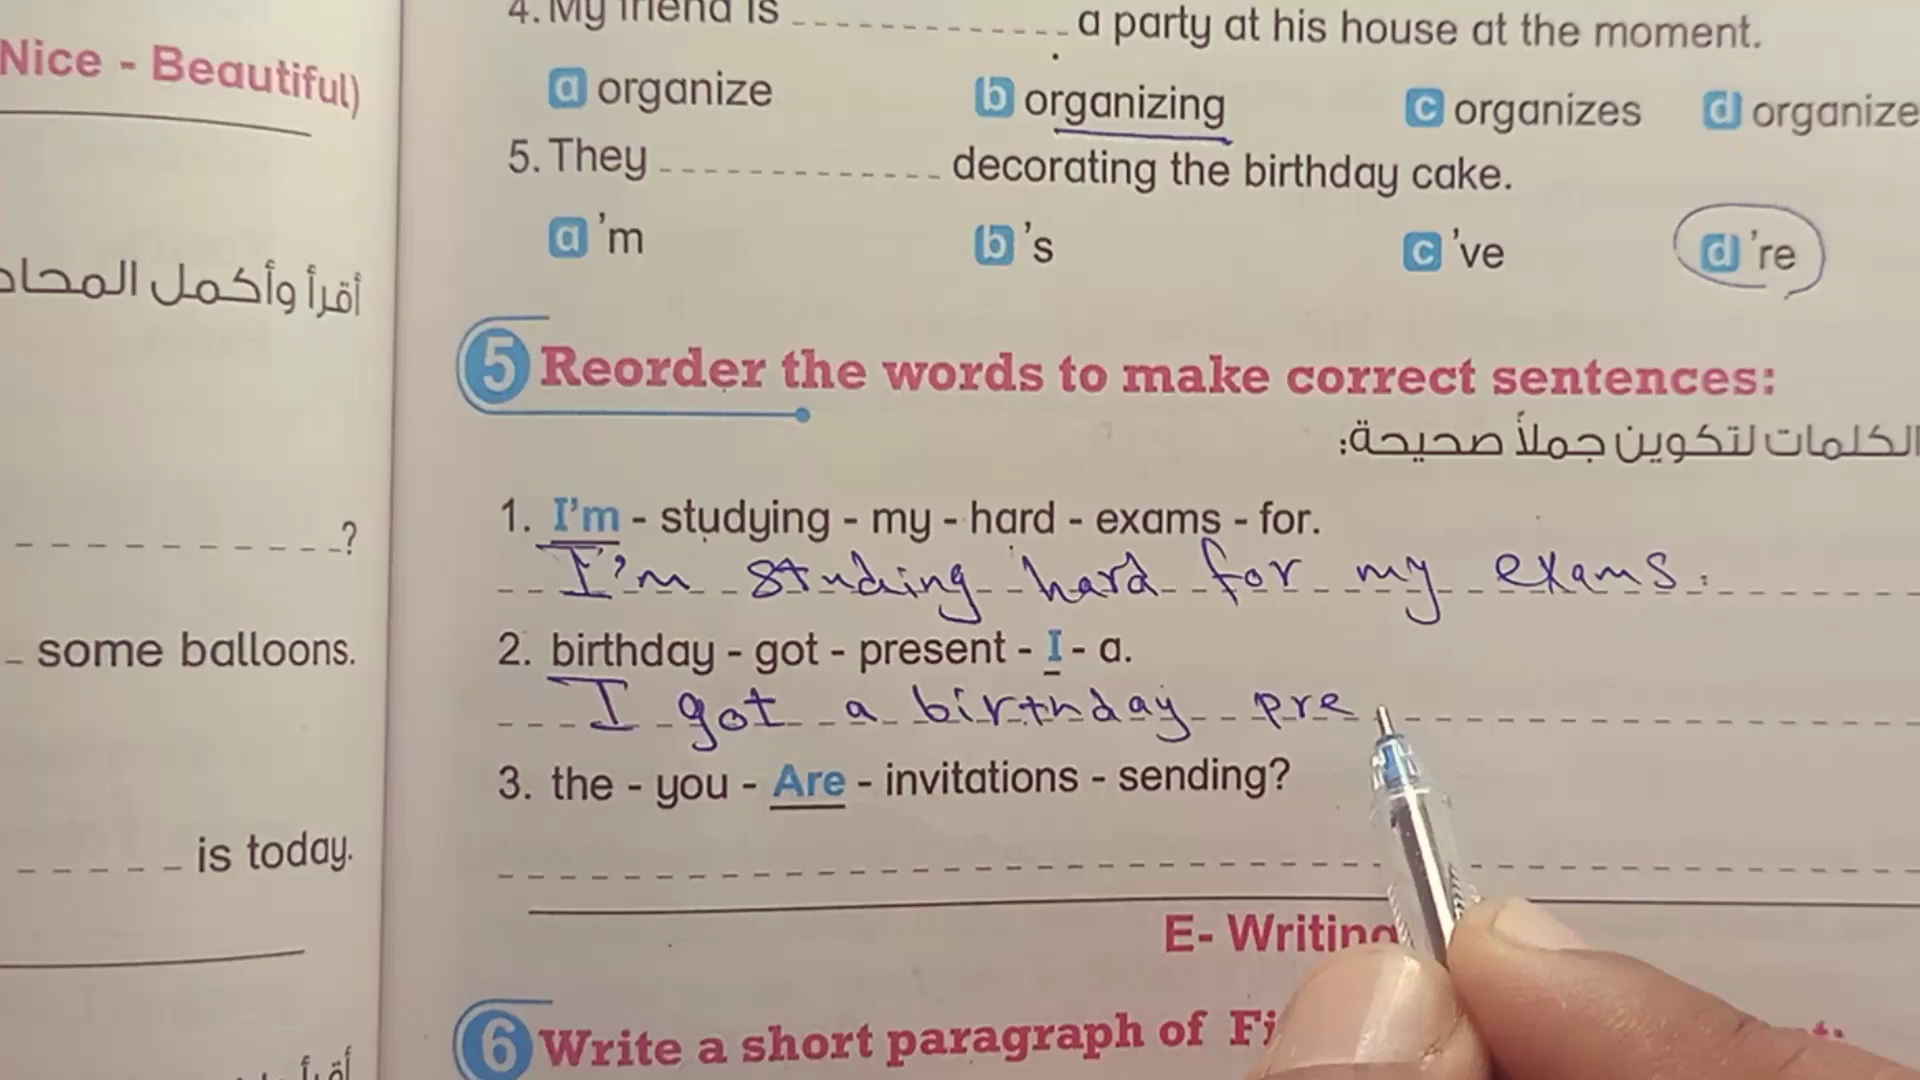 Nice - Beautiful)
أقرأ وأكمل المحاد
?
some balloons.
is today.
4. My friend is a party at his house at the moment.
a organize b organizing c organizes d organize
5. They decorating the birthday cake.
a 'm b 's c 've d 're
5 Reorder the words to make correct sentences:
الكلمات لتكوين جملاً صحيحة:
1. I'm - studying - my - hard - exams - for.
I'm studing hard for my exams.
2. birthday - got - present - I - a.
I got a birthday pre
3. the - you - Are - invitations - sending?
E- Writing
6 Write a short paragraph of Fi